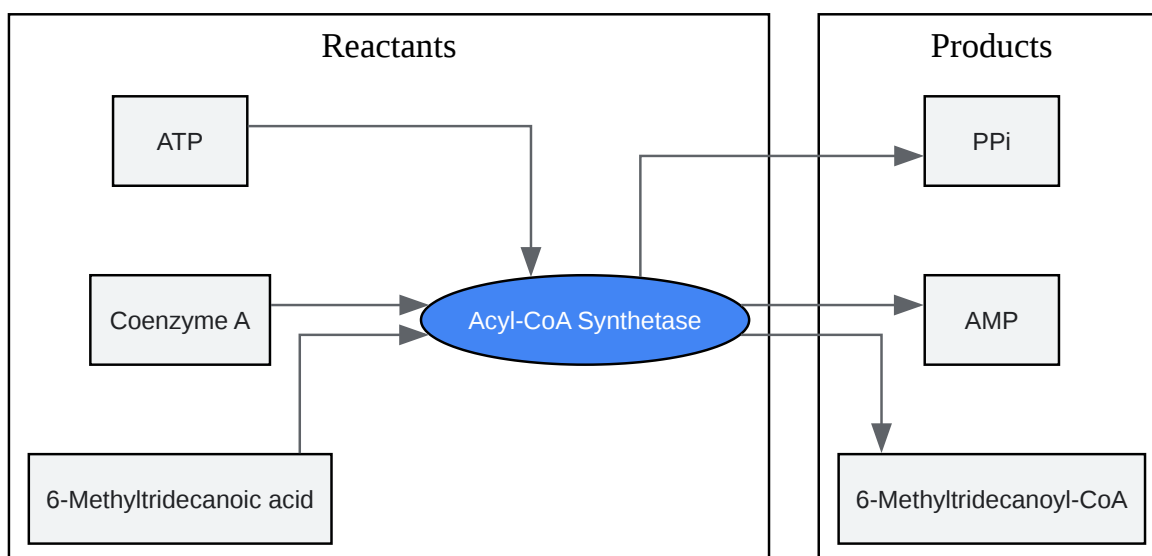 Reactants
Products
ATP
PPi
Coenzyme A
Acyl-CoA Synthetase
AMP
6-Methyltridecanoic acid
6-Methyltridecanoyl-CoA